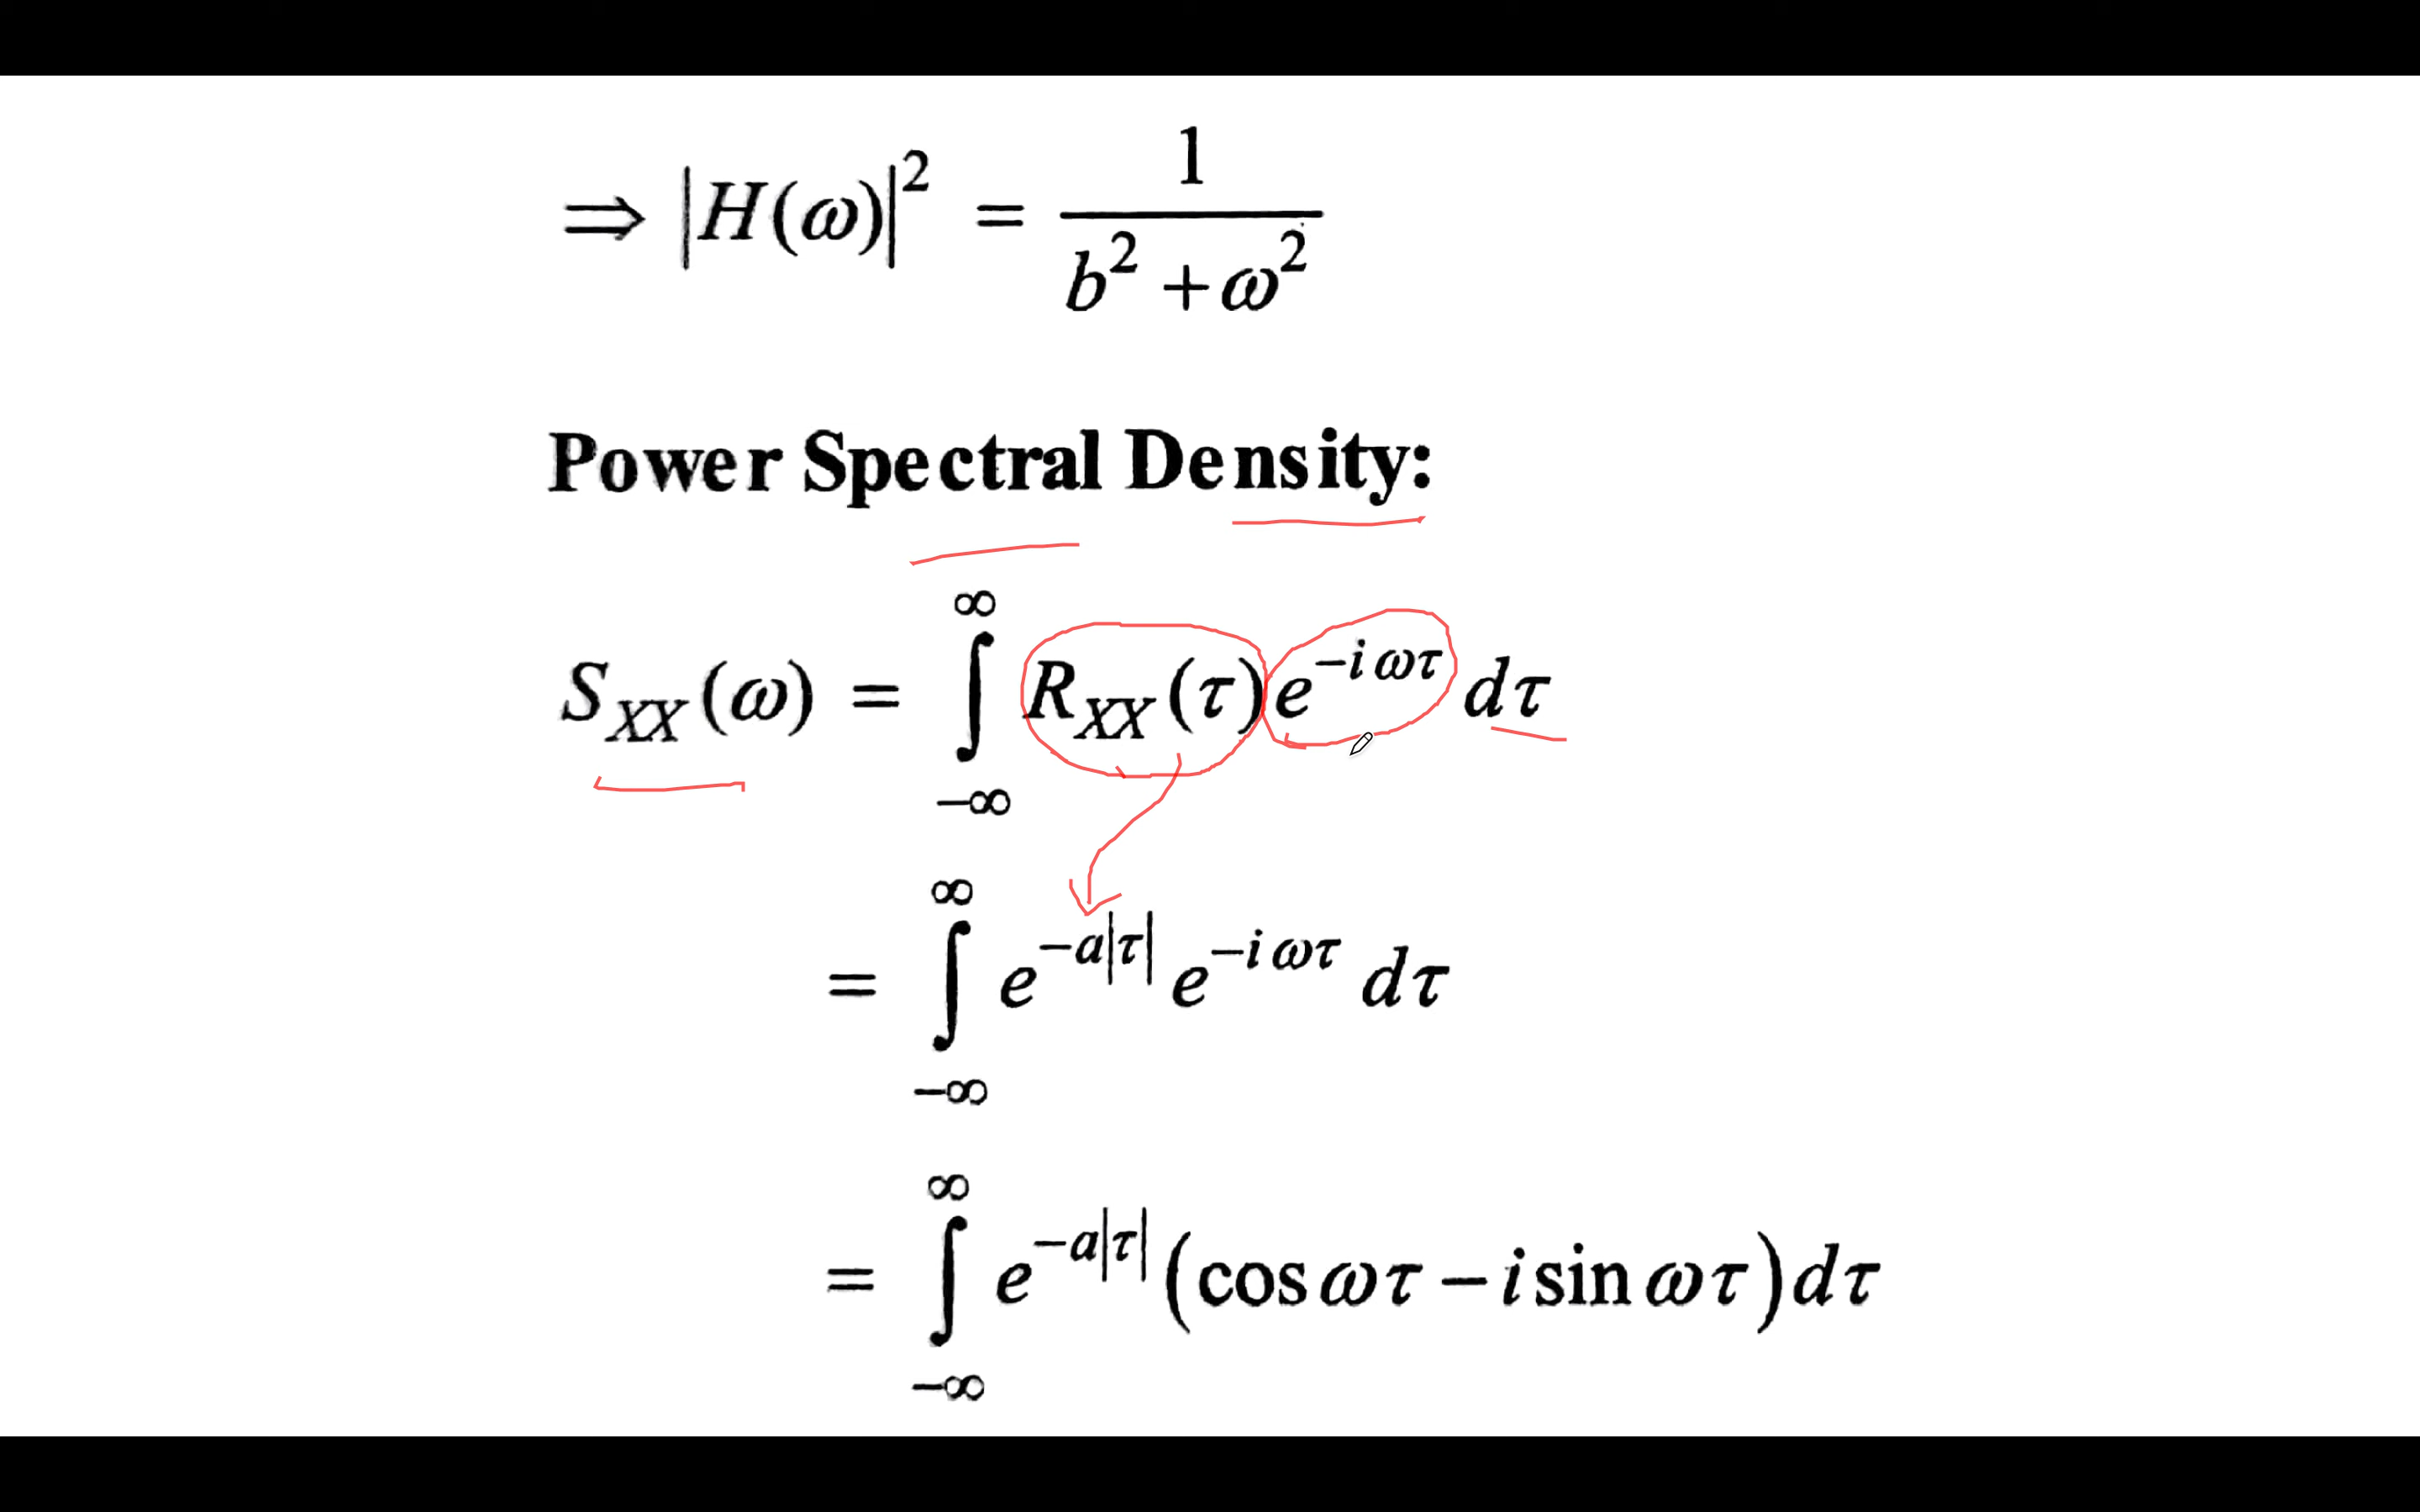 ⇒ |H(ω)|² = 1 / (b² + ω²)
Power Spectral Density:
S_XX(ω) = ∫_{−∞}^{∞} R_XX(τ) e^{−iωτ} dτ
= ∫_{−∞}^{∞} e^{−a|τ|} e^{−iωτ} dτ
= ∫_{−∞}^{∞} e^{−a|τ|} (cos ωτ − i sin ωτ) dτ